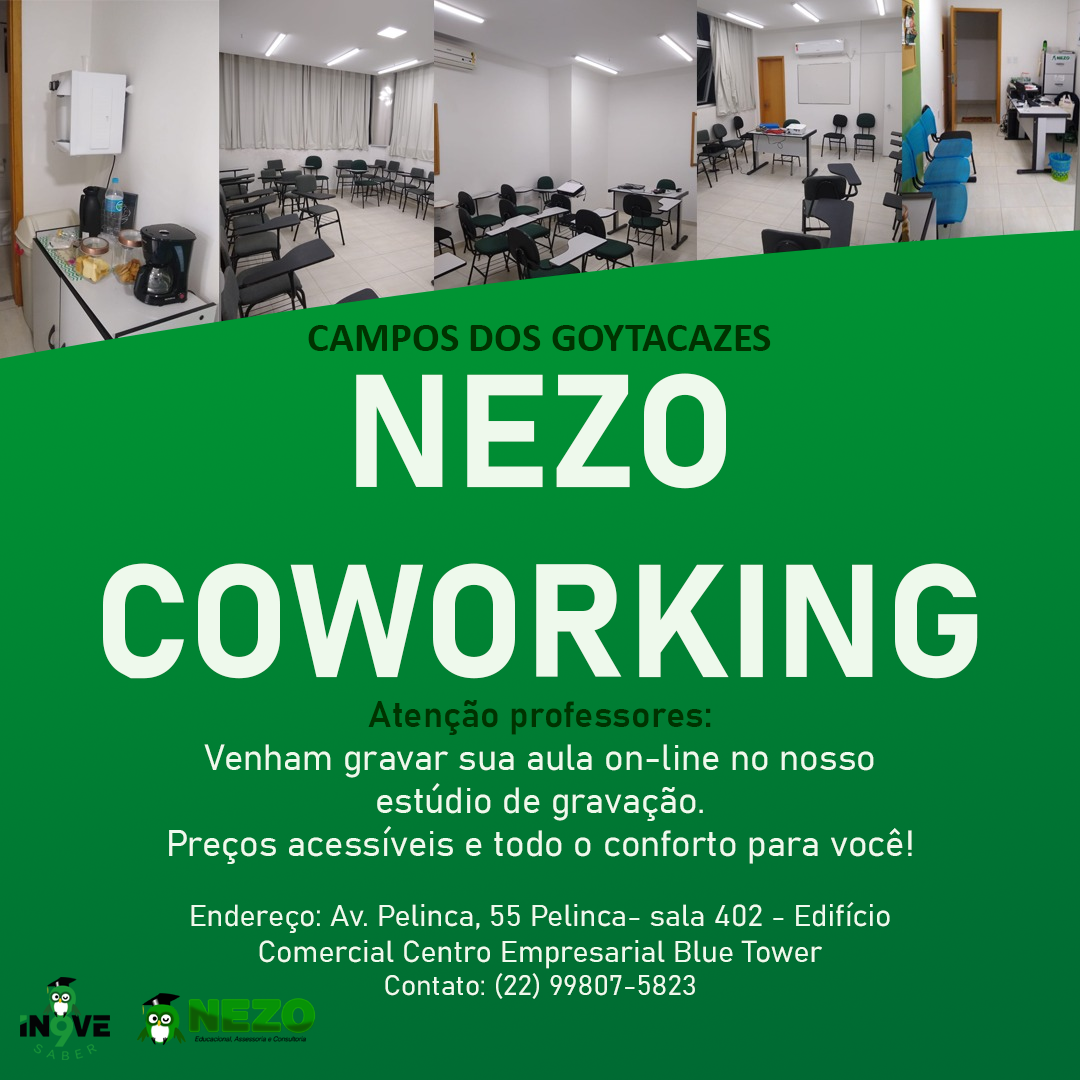 NEZO
CAMPOS DOS GOYTACAZES
NEZO
COWORKING
Atenção professores:
Venham gravar sua aula on-line no nosso
estúdio de gravação.
Preços acessíveis e todo o conforto para você!
Endereço: Av. Pelinca, 55 Pelinca- sala 402 - Edifício
Comercial Centro Empresarial Blue Tower
Contato: (22) 99807-5823
iN9VE
SABER
NEZO
Educacional, Assessoria e Consultoria